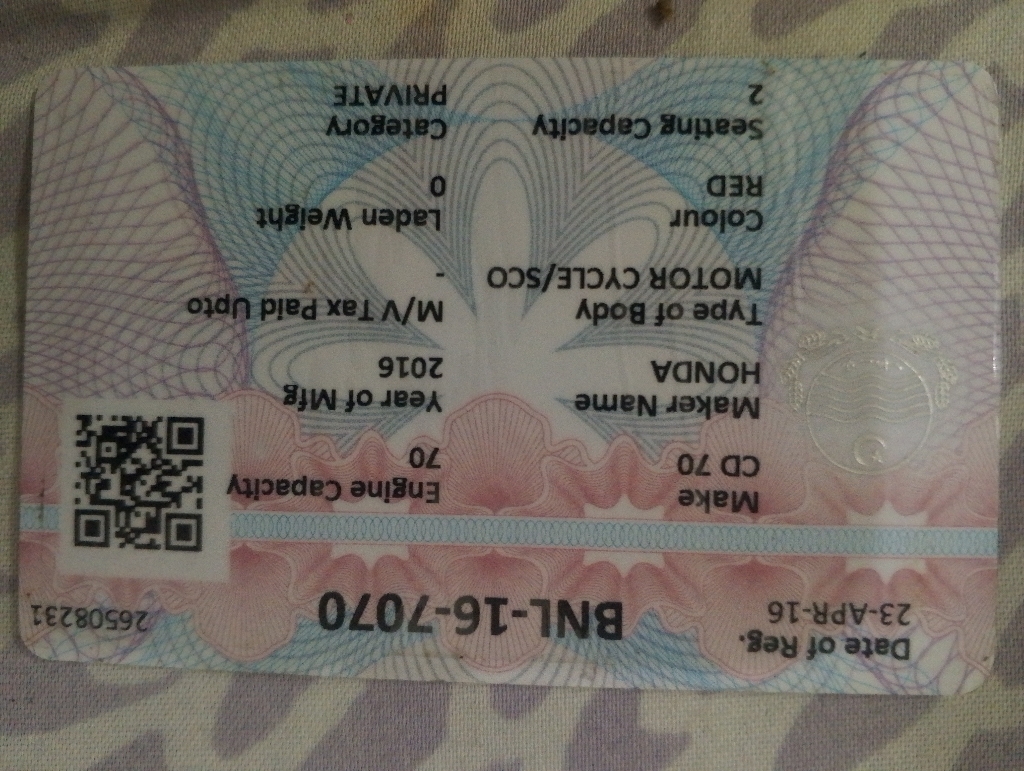 Date of Reg.
23-APR-16
BNL-16-7070
26508231
Make
CD 70
Engine Capacity
70
Maker Name
HONDA
Year of Mfg
2016
Type of Body
MOTOR CYCLE/SCO
M/V Tax Paid Upto
-
Colour
RED
Laden Weight
0
Seating Capacity
2
Category
PRIVATE